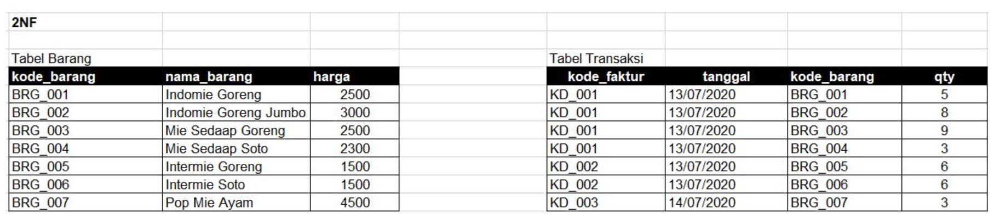 2NF
Tabel Barang
kode_barang nama_barang harga
BRG_001 Indomie Goreng 2500
BRG_002 Indomie Goreng Jumbo 3000
BRG_003 Mie Sedaap Goreng 2500
BRG_004 Mie Sedaap Soto 2300
BRG_005 Intermie Goreng 1500
BRG_006 Intermie Soto 1500
BRG_007 Pop Mie Ayam 4500
Tabel Transaksi
kode_faktur tanggal kode_barang qty
KD_001 13/07/2020 BRG_001 5
KD_001 13/07/2020 BRG_002 8
KD_001 13/07/2020 BRG_003 9
KD_001 13/07/2020 BRG_004 3
KD_002 13/07/2020 BRG_005 6
KD_002 13/07/2020 BRG_006 6
KD_003 14/07/2020 BRG_007 3